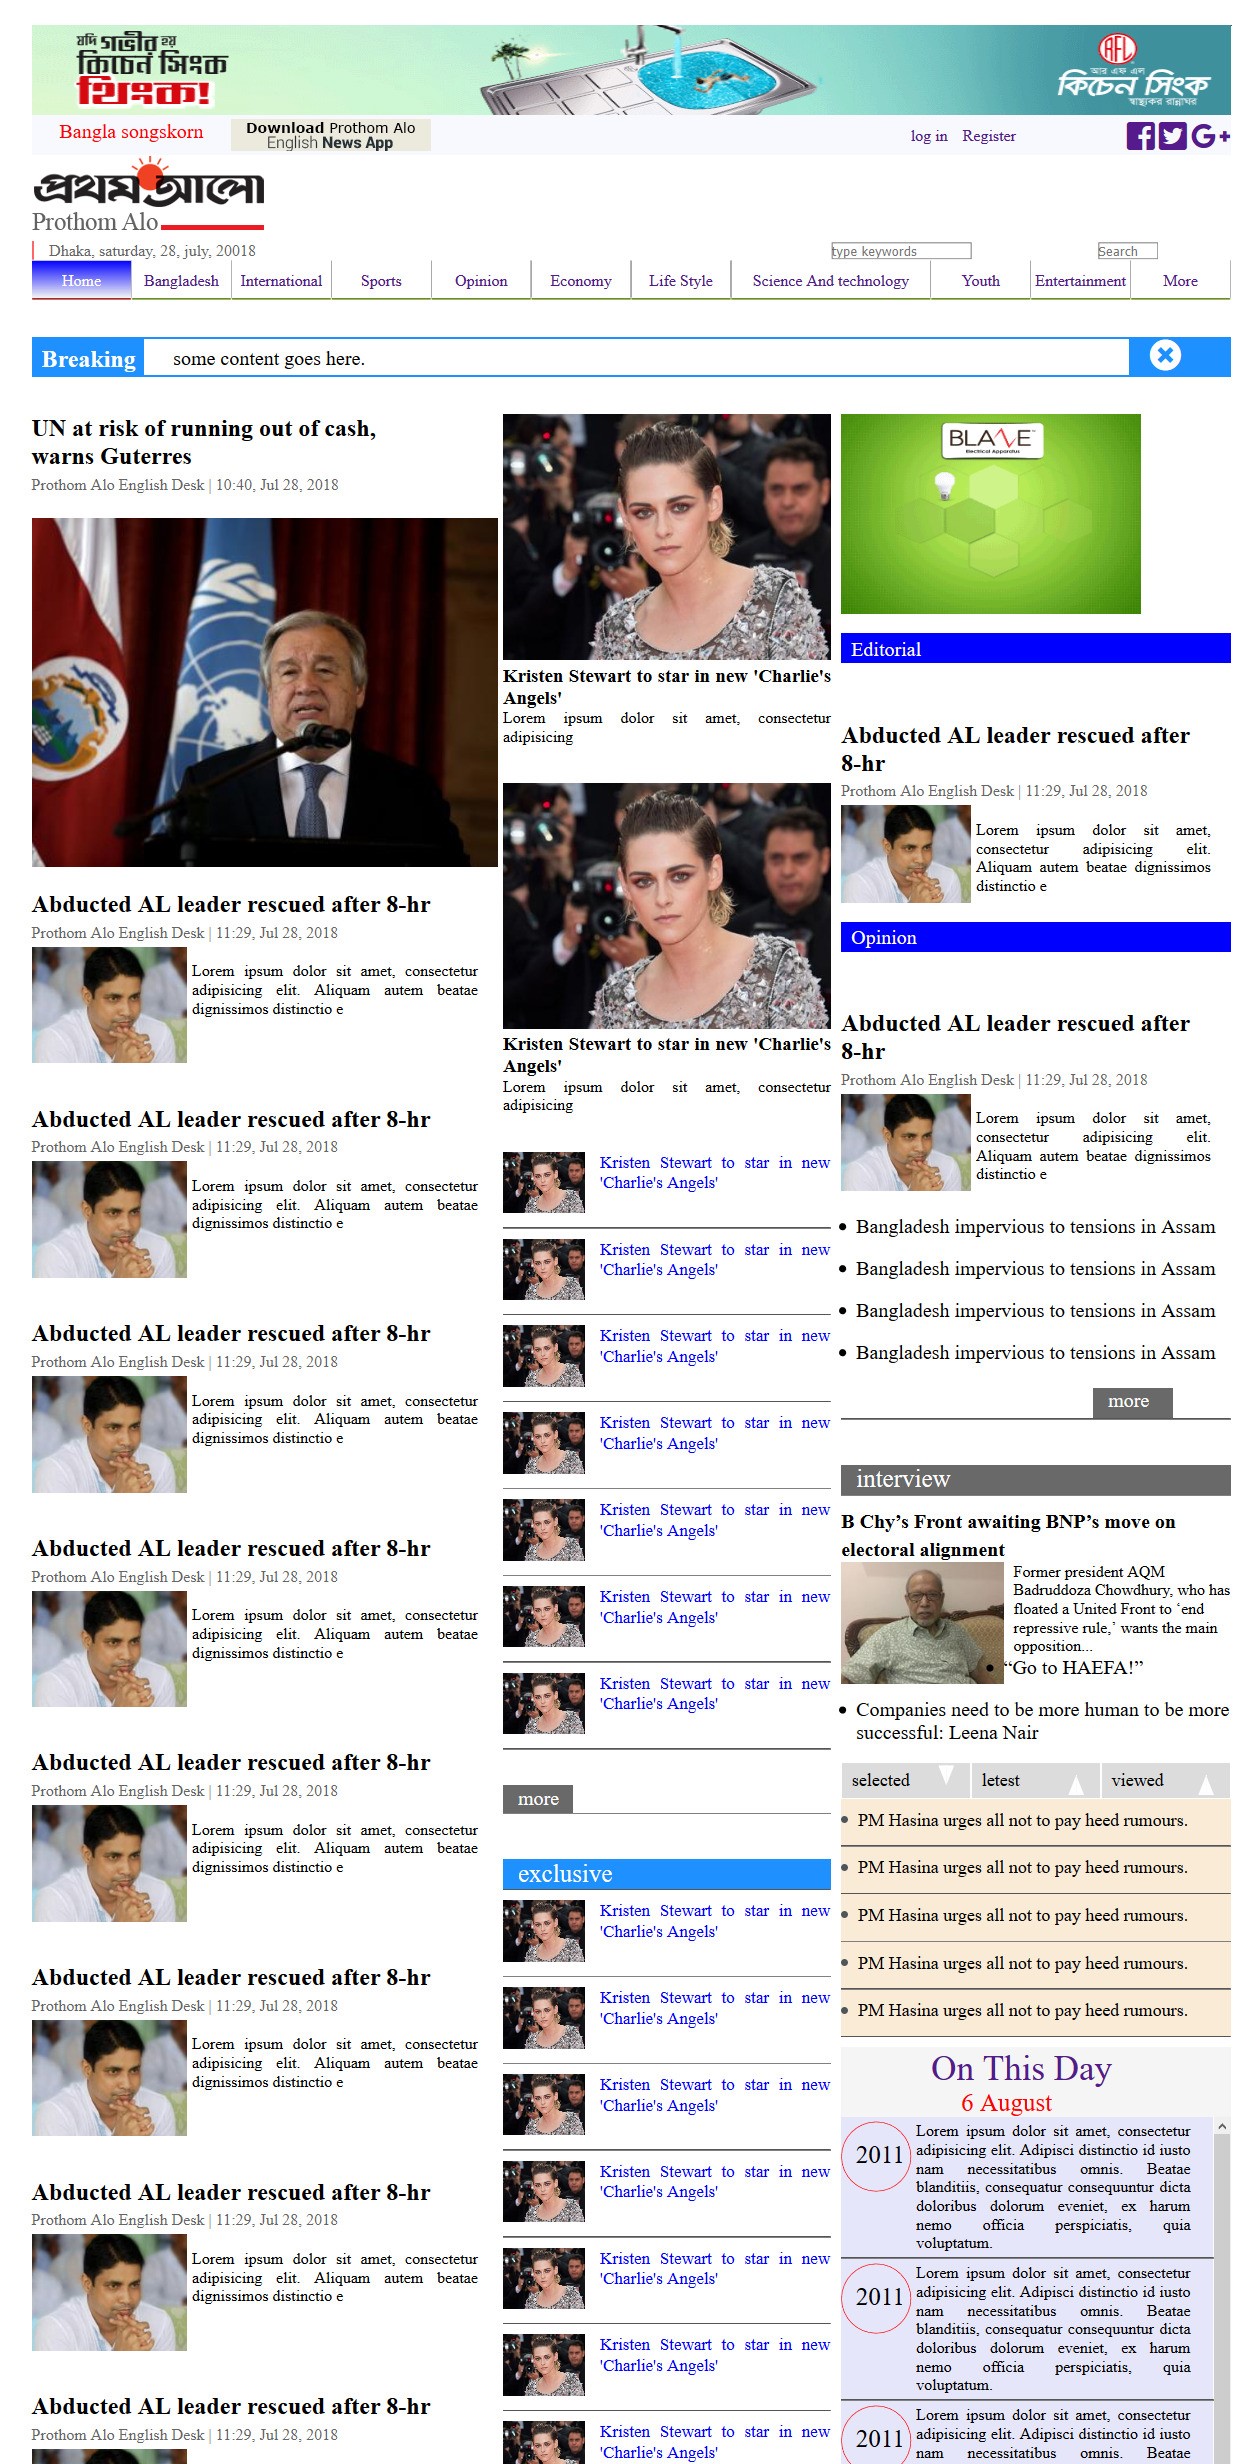 যদি গভীর হয়
কিচেন সিংক
থিংক!
RFL
আর এফ এল
কিচেন সিংক
স্বাস্থ্যকর রান্নাঘর
Bangla songskorn
Download Prothom Alo
English News App
log in Register
প্রথম আলো
Prothom Alo
Dhaka, saturday, 28, july, 20018
type keywords
Search
Home Bangladesh International Sports Opinion Economy Life Style Science And technology Youth Entertainment More
Breaking some content goes here.
UN at risk of running out of cash,
warns Guterres
Prothom Alo English Desk | 10:40, Jul 28, 2018
Abducted AL leader rescued after 8-hr
Prothom Alo English Desk | 11:29, Jul 28, 2018
Lorem ipsum dolor sit amet, consectetur
adipisicing elit. Aliquam autem beatae
dignissimos distinctio e
Abducted AL leader rescued after 8-hr
Prothom Alo English Desk | 11:29, Jul 28, 2018
Lorem ipsum dolor sit amet, consectetur
adipisicing elit. Aliquam autem beatae
dignissimos distinctio e
Abducted AL leader rescued after 8-hr
Prothom Alo English Desk | 11:29, Jul 28, 2018
Lorem ipsum dolor sit amet, consectetur
adipisicing elit. Aliquam autem beatae
dignissimos distinctio e
Abducted AL leader rescued after 8-hr
Prothom Alo English Desk | 11:29, Jul 28, 2018
Lorem ipsum dolor sit amet, consectetur
adipisicing elit. Aliquam autem beatae
dignissimos distinctio e
Abducted AL leader rescued after 8-hr
Prothom Alo English Desk | 11:29, Jul 28, 2018
Lorem ipsum dolor sit amet, consectetur
adipisicing elit. Aliquam autem beatae
dignissimos distinctio e
Abducted AL leader rescued after 8-hr
Prothom Alo English Desk | 11:29, Jul 28, 2018
Lorem ipsum dolor sit amet, consectetur
adipisicing elit. Aliquam autem beatae
dignissimos distinctio e
Abducted AL leader rescued after 8-hr
Prothom Alo English Desk | 11:29, Jul 28, 2018
Lorem ipsum dolor sit amet, consectetur
adipisicing elit. Aliquam autem beatae
dignissimos distinctio e
Abducted AL leader rescued after 8-hr
Prothom Alo English Desk | 11:29, Jul 28, 2018
Kristen Stewart to star in new 'Charlie's
Angels'
Lorem ipsum dolor sit amet, consectetur
adipisicing
Kristen Stewart to star in new 'Charlie's
Angels'
Lorem ipsum dolor sit amet, consectetur
adipisicing
Kristen Stewart to star in new
'Charlie's Angels'
Kristen Stewart to star in new
'Charlie's Angels'
Kristen Stewart to star in new
'Charlie's Angels'
Kristen Stewart to star in new
'Charlie's Angels'
Kristen Stewart to star in new
'Charlie's Angels'
Kristen Stewart to star in new
'Charlie's Angels'
Kristen Stewart to star in new
'Charlie's Angels'
more
exclusive
Kristen Stewart to star in new
'Charlie's Angels'
Kristen Stewart to star in new
'Charlie's Angels'
Kristen Stewart to star in new
'Charlie's Angels'
Kristen Stewart to star in new
'Charlie's Angels'
Kristen Stewart to star in new
'Charlie's Angels'
Kristen Stewart to star in new
'Charlie's Angels'
Kristen Stewart to star in new
'Charlie's Angels'
Electrical Apparatus
Editorial
Abducted AL leader rescued after
8-hr
Prothom Alo English Desk | 11:29, Jul 28, 2018
Lorem ipsum dolor sit amet,
consectetur adipisicing elit.
Aliquam autem beatae dignissimos
distinctio e
Opinion
Abducted AL leader rescued after
8-hr
Prothom Alo English Desk | 11:29, Jul 28, 2018
Lorem ipsum dolor sit amet,
consectetur adipisicing elit.
Aliquam autem beatae dignissimos
distinctio e
Bangladesh impervious to tensions in Assam
Bangladesh impervious to tensions in Assam
Bangladesh impervious to tensions in Assam
Bangladesh impervious to tensions in Assam
more
interview
B Chy’s Front awaiting BNP’s move on
electoral alignment
Former president AQM
Badruddoza Chowdhury, who has
floated a United Front to ‘end
repressive rule,’ wants the main
opposition...
“Go to HAEFA!”
Companies need to be more human to be more
successful: Leena Nair
selected letest viewed
PM Hasina urges all not to pay heed rumours.
PM Hasina urges all not to pay heed rumours.
PM Hasina urges all not to pay heed rumours.
PM Hasina urges all not to pay heed rumours.
PM Hasina urges all not to pay heed rumours.
On This Day
6 August
2011
Lorem ipsum dolor sit amet, consectetur
adipisicing elit. Adipisci distinctio id iusto
nam necessitatibus omnis. Beatae
blanditiis, consequatur consequuntur dicta
doloribus dolorum eveniet, ex harum
nemo officia perspiciatis, quia
voluptatum.
2011
Lorem ipsum dolor sit amet, consectetur
adipisicing elit. Adipisci distinctio id iusto
nam necessitatibus omnis. Beatae
blanditiis, consequatur consequuntur dicta
doloribus dolorum eveniet, ex harum
nemo officia perspiciatis, quia
voluptatum.
2011
Lorem ipsum dolor sit amet, consectetur
adipisicing elit. Adipisci distinctio id iusto
nam necessitatibus omnis. Beatae